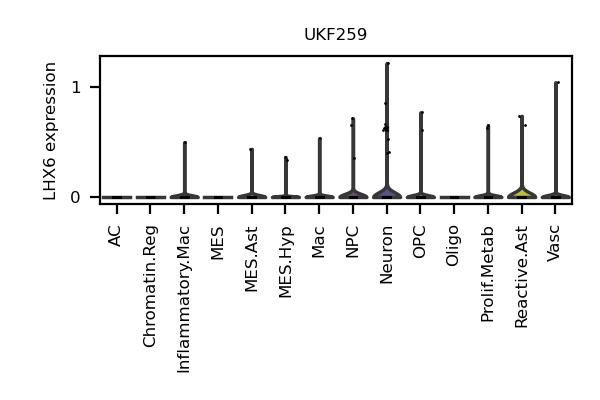 UKF259
LHX6 expression
1
0
AC
Chromatin.Reg
Inflammatory.Mac
MES
MES.Ast
MES.Hyp
Mac
NPC
Neuron
OPC
Oligo
Prolif.Metab
Reactive.Ast
Vasc